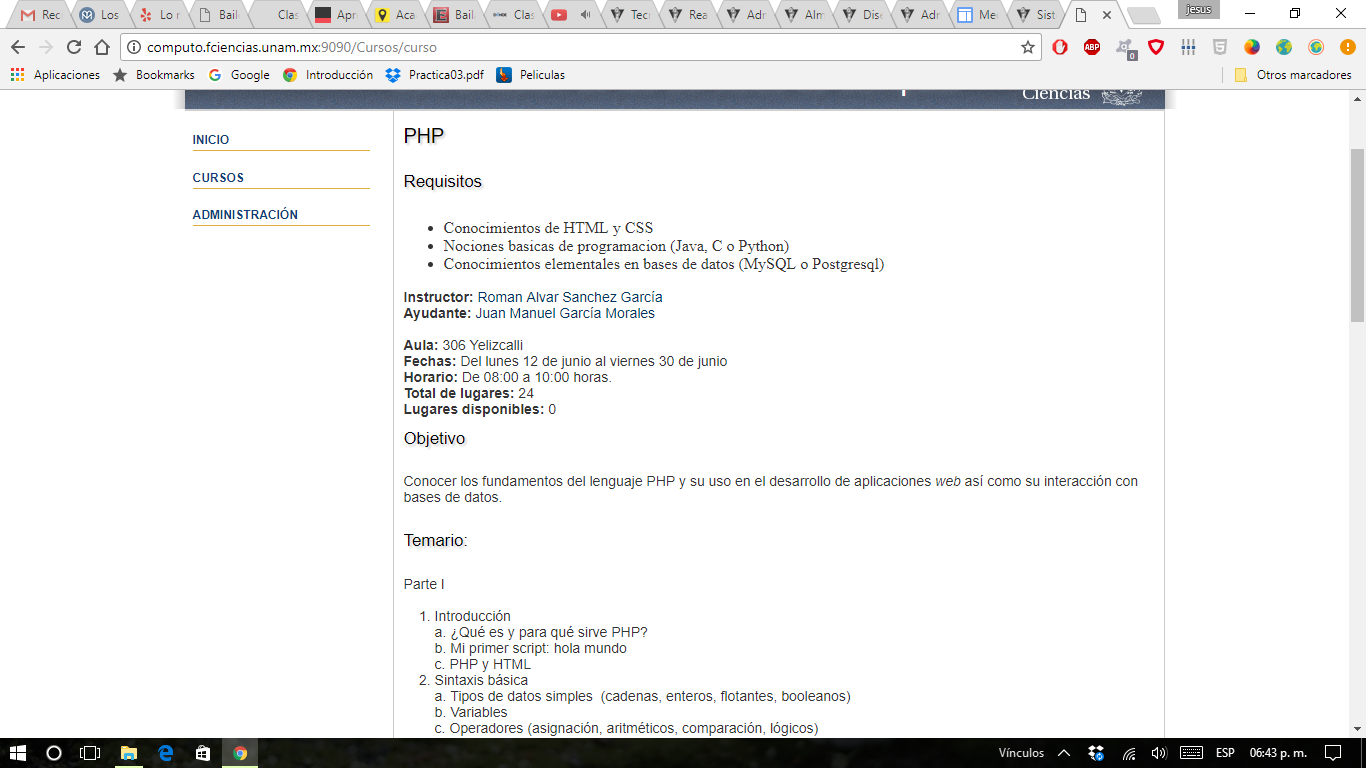 Rec
Los
Lo r
Bail
Clas
Apr
Aca
Bail
Clas
Tecr
Rea
Adr
Alm
Dis
Adr
Me
Sist
jesus
computo.fciencias.unam.mx:9090/Cursos/curso
ABP
0
Aplicaciones
Bookmarks
Google
Introducción
Practica03.pdf
Peliculas
Otros marcadores
Ciencias
INICIO
CURSOS
ADMINISTRACIÓN
PHP
Requisitos
• Conocimientos de HTML y CSS
• Nociones basicas de programacion (Java, C o Python)
• Conocimientos elementales en bases de datos (MySQL o Postgresql)
Instructor: Roman Alvar Sanchez García
Ayudante: Juan Manuel García Morales
Aula: 306 Yelizcalli
Fechas: Del lunes 12 de junio al viernes 30 de junio
Horario: De 08:00 a 10:00 horas.
Total de lugares: 24
Lugares disponibles: 0
Objetivo
Conocer los fundamentos del lenguaje PHP y su uso en el desarrollo de aplicaciones web así como su interacción con
bases de datos.
Temario:
Parte I
1. Introducción
a. ¿Qué es y para qué sirve PHP?
b. Mi primer script: hola mundo
c. PHP y HTML
2. Sintaxis básica
a. Tipos de datos simples (cadenas, enteros, flotantes, booleanos)
b. Variables
c. Operadores (asignación, aritméticos, comparación, lógicos)
Vínculos
ESP
06:43 p. m.